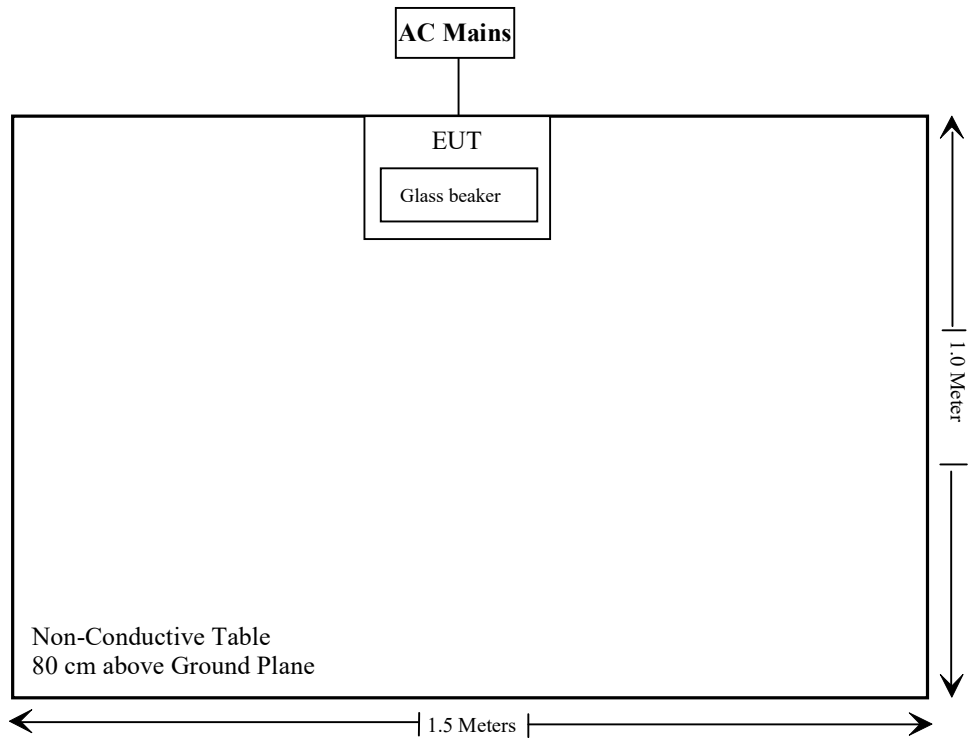 AC Mains
EUT
Glass beaker
1.0 Meter
Non-Conductive Table
80 cm above Ground Plane
1.5 Meters